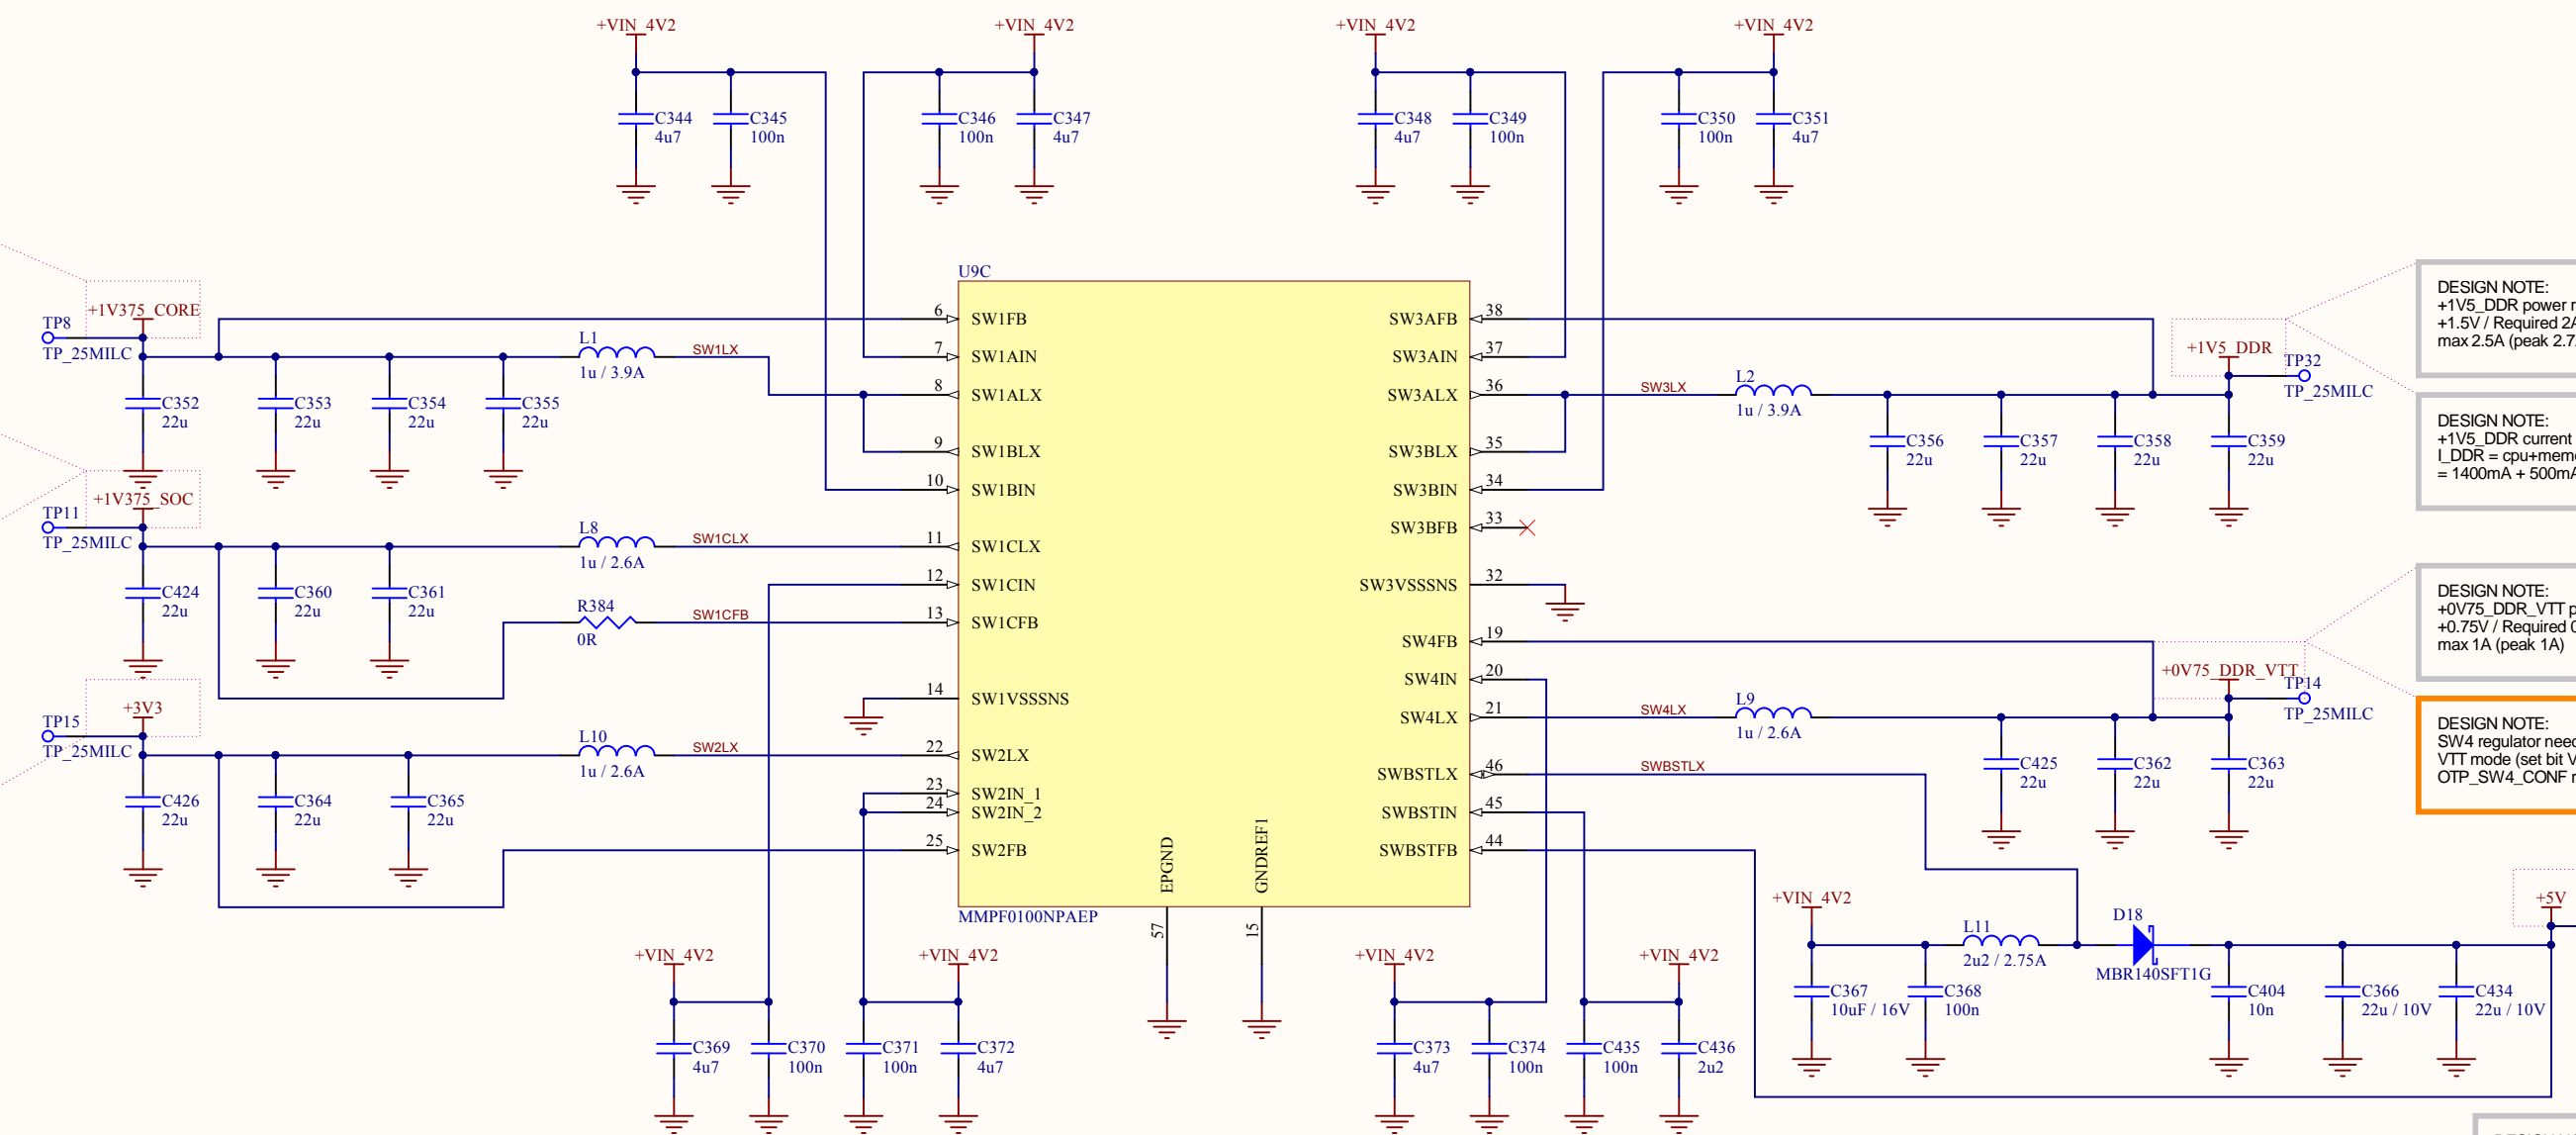 +VIN_4V2
+VIN_4V2
+VIN_4V2
+VIN_4V2
C344
4u7
C345
100n
C346
100n
C347
4u7
C348
4u7
C349
100n
C350
100n
C351
4u7
U9C
+1V375_CORE
TP8
TP_25MILC
L1
1u / 3.9A
SW1LX
C352
22u
C353
22u
C354
22u
C355
22u
+1V375_SOC
TP11
TP_25MILC
L8
1u / 2.6A
SW1CLX
C424
22u
C360
22u
C361
22u
R384
0R
SW1CFB
+3V3
TP15
TP_25MILC
L10
1u / 2.6A
SW2LX
C426
22u
C364
22u
C365
22u
6 SW1FB
7 SW1AIN
8 SW1ALX
9 SW1BLX
10 SW1BIN
11 SW1CLX
12 SW1CIN
13 SW1CFB
14 SW1VSSSNS
22 SW2LX
23 SW2IN_1
24 SW2IN_2
25 SW2FB
SW3AFB 38
SW3AIN 37
SW3ALX 36
SW3BLX 35
SW3BIN 34
SW3BFB 33
SW3VSSSNS 32
SW4FB 19
SW4IN 20
SW4LX 21
SWBSTLX 46
SWBSTIN 45
SWBSTFB 44
EPGND
57
GNDREF1
15
MMPF0100NPAEP
SW3LX
L2
1u / 3.9A
+1V5_DDR
TP32
TP_25MILC
C356
22u
C357
22u
C358
22u
C359
22u
SW4LX
L9
1u / 2.6A
+0V75_DDR_VTT
TP14
TP_25MILC
C425
22u
C362
22u
C363
22u
SWBSTLX
DESIGN NOTE:
+1V5_DDR power
+1.5V / Required 2A
max 2.5A (peak 2.7
DESIGN NOTE:
+1V5_DDR current
I_DDR = cpu+mem
= 1400mA + 500mA
DESIGN NOTE:
+0V75_DDR_VTT
+0.75V / Required
max 1A (peak 1A)
DESIGN NOTE:
SW4 regulator need
VTT mode (set bit V
OTP_SW4_CONF
+VIN_4V2
L11
2u2 / 2.75A
D18
MBR140SFT1G
+5V
C367
10uF / 16V
C368
100n
C404
10n
C366
22u / 10V
C434
22u / 10V
+VIN_4V2
+VIN_4V2
+VIN_4V2
+VIN_4V2
C369
4u7
C370
100n
C371
100n
C372
4u7
C373
4u7
C374
100n
C435
100n
C436
2u2